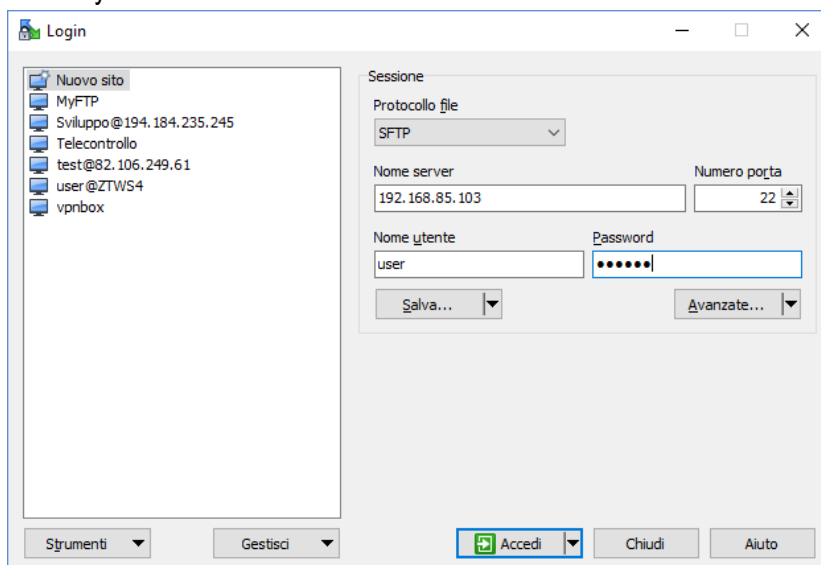 Login
Nuovo sito
MyFTP
Sviluppo@194.184.235.245
Telecontrollo
test@82.106.249.61
user@ZTWS4
vpnbox
Sessione
Protocollo file
SFTP
Nome server
Numero porta
192.168.85.103
22
Nome utente
Password
user
••••••
Salva...
Avanzate...
Strumenti
Gestisci
Accedi
Chiudi
Aiuto